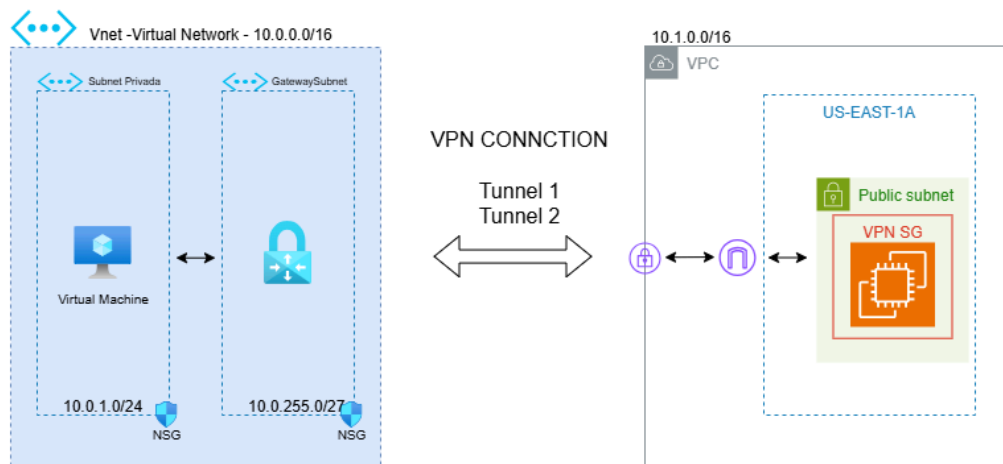 Vnet -Virtual Network - 10.0.0.0/16
Subnet Privada
GatewaySubnet
Virtual Machine
10.0.1.0/24
NSG
10.0.255.0/27
NSG
VPN CONNCTION
Tunnel 1
Tunnel 2
10.1.0.0/16
VPC
US-EAST-1A
Public subnet
VPN SG